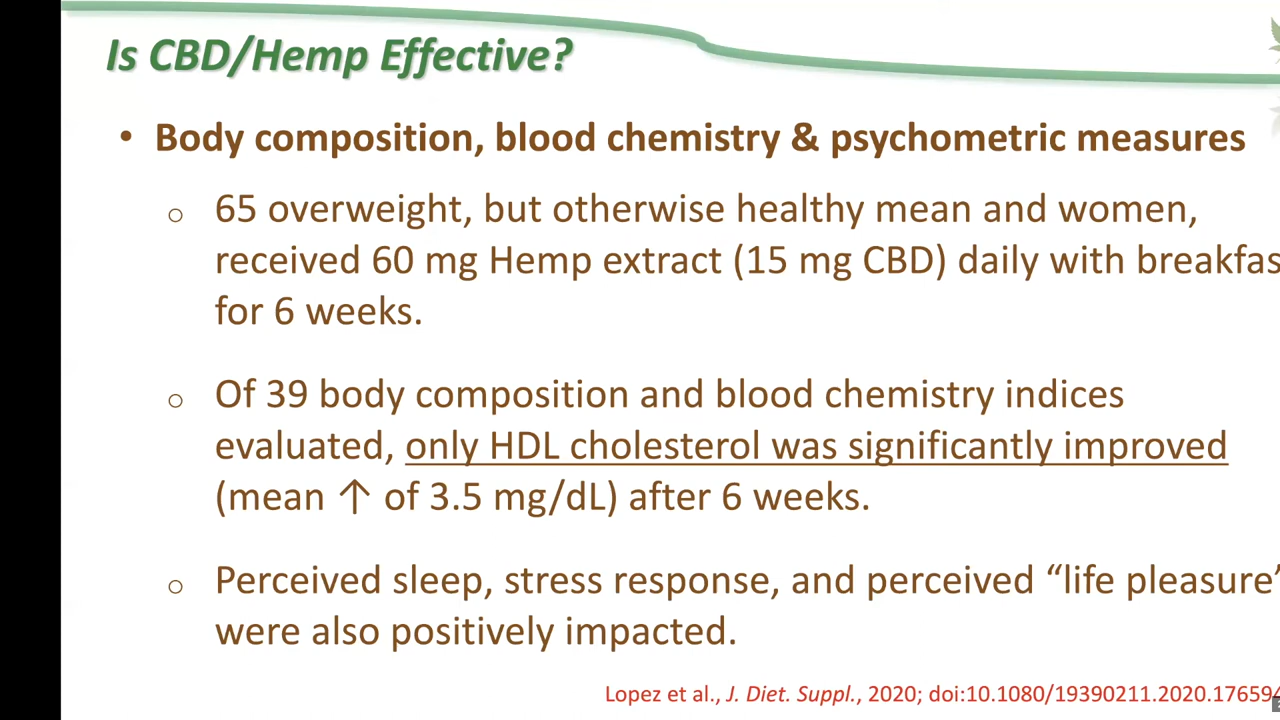 Is CBD/Hemp Effective?
• Body composition, blood chemistry & psychometric measures
o 65 overweight, but otherwise healthy mean and women,
received 60 mg Hemp extract (15 mg CBD) daily with breakfas
for 6 weeks.
o Of 39 body composition and blood chemistry indices
evaluated, only HDL cholesterol was significantly improved
(mean ↑ of 3.5 mg/dL) after 6 weeks.
o Perceived sleep, stress response, and perceived “life pleasure”
were also positively impacted.
Lopez et al., J. Diet. Suppl., 2020; doi:10.1080/19390211.2020.17659